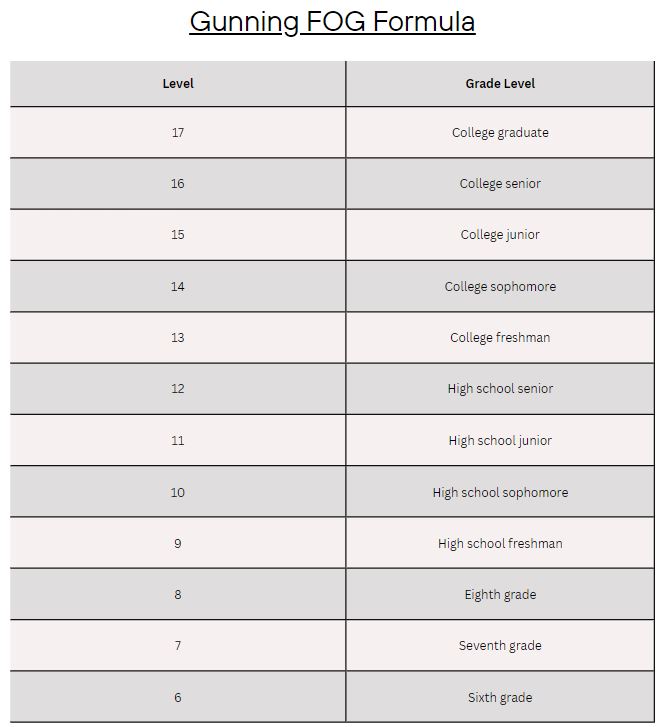 Gunning FOG Formula
Level Grade Level
17 College graduate
16 College senior
15 College junior
14 College sophomore
13 College freshman
12 High school senior
11 High school junior
10 High school sophomore
9 High school freshman
8 Eighth grade
7 Seventh grade
6 Sixth grade